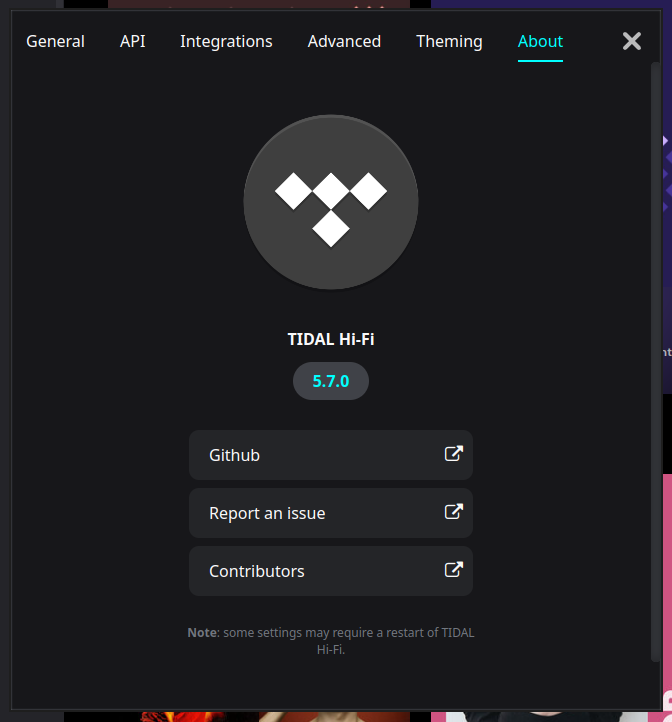 General API Integrations Advanced Theming About
TIDAL Hi-Fi
5.7.0
Github
Report an issue
Contributors
Note: some settings may require a restart of TIDAL
Hi-Fi.